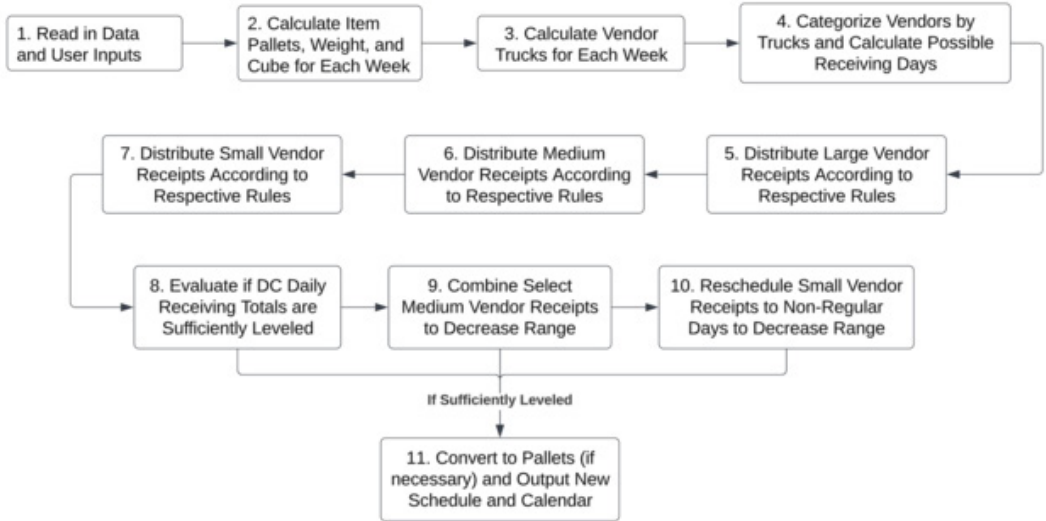 1. Read in Data
and User Inputs
2. Calculate Item
Pallets, Weight, and
Cube for Each Week
3. Calculate Vendor
Trucks for Each Week
4. Categorize Vendors by
Trucks and Calculate Possible
Receiving Days
5. Distribute Large Vendor
Receipts According to
Respective Rules
6. Distribute Medium
Vendor Receipts According
to Respective Rules
7. Distribute Small Vendor
Receipts According to
Respective Rules
8. Evaluate if DC Daily
Receiving Totals are
Sufficiently Leveled
9. Combine Select
Medium Vendor Receipts
to Decrease Range
10. Reschedule Small Vendor
Receipts to Non-Regular
Days to Decrease Range
If Sufficiently Leveled
11. Convert to Pallets (if
necessary) and Output New
Schedule and Calendar